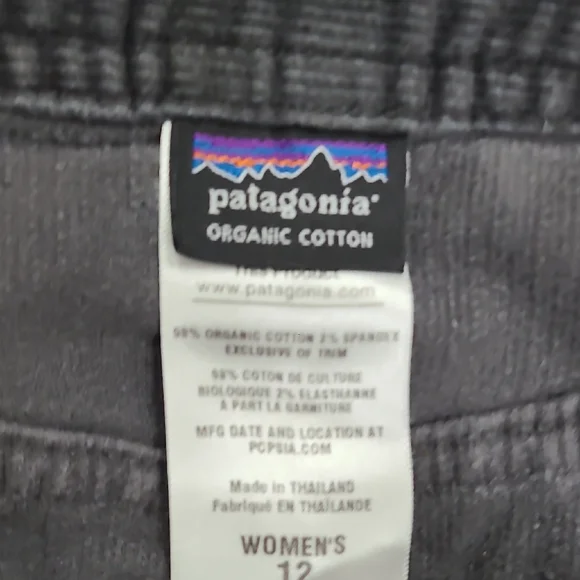 patagonia®
ORGANIC COTTON
This Product
www.patagonia.com
98% ORGANIC COTTON 2% SPANDEX
EXCLUSIVE OF TRIM
98% COTON DE CULTURE
BIOLOGIQUE 2% ELASTHANNE
A PART LA GARNITURE
MFG DATE AND LOCATION AT
PCPSIA.COM
Made in THAILAND
Fabriqué EN THAÏLANDE
WOMEN'S
12